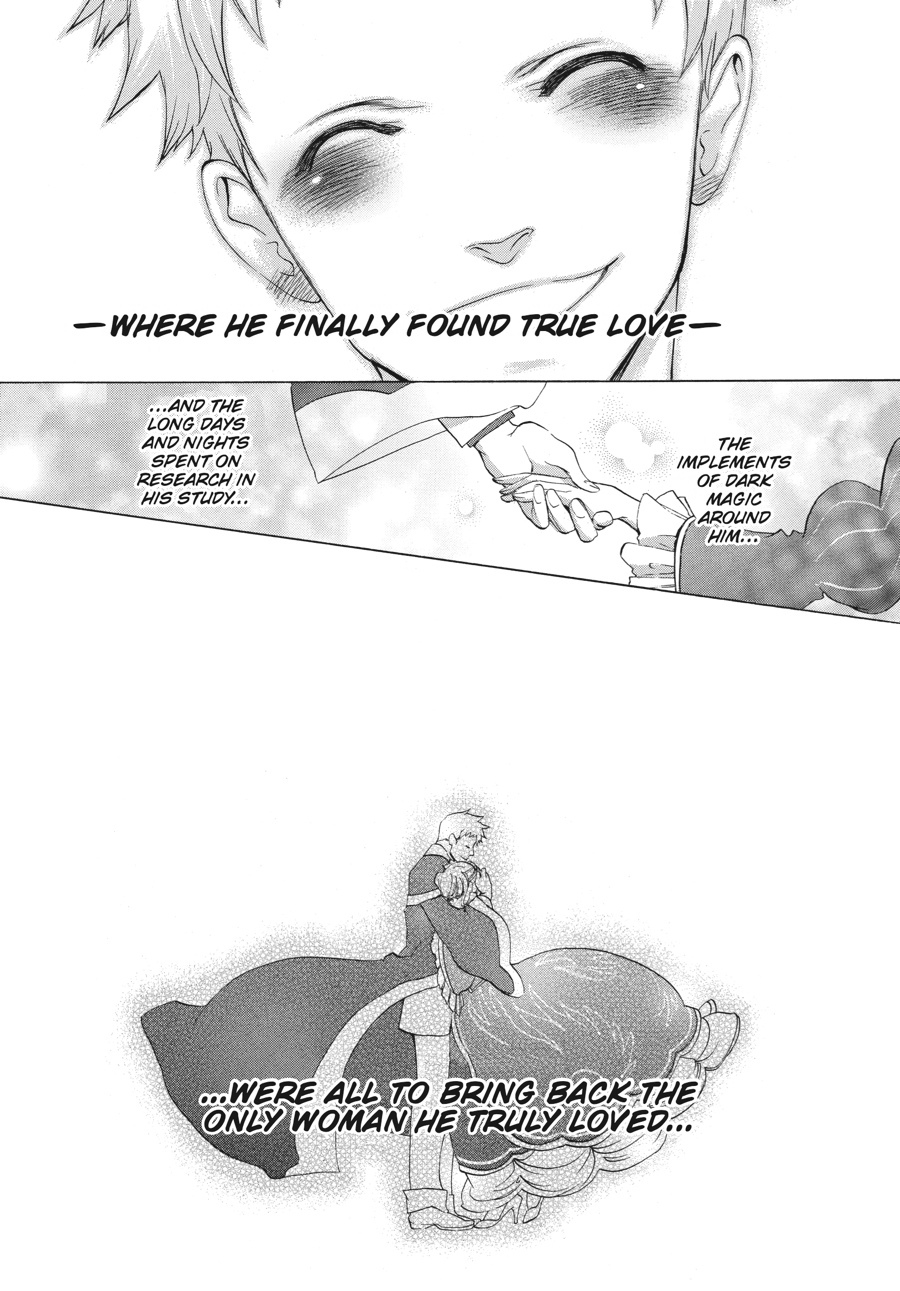 —WHERE HE FINALLY FOUND TRUE LOVE—
THE
IMPLEMENTS
OF DARK
MAGIC
AROUND
HIM...
...AND THE
LONG DAYS
AND NIGHTS
SPENT ON
RESEARCH IN
HIS STUDY...
...WERE ALL TO BRING BACK THE
ONLY WOMAN HE TRULY LOVED...